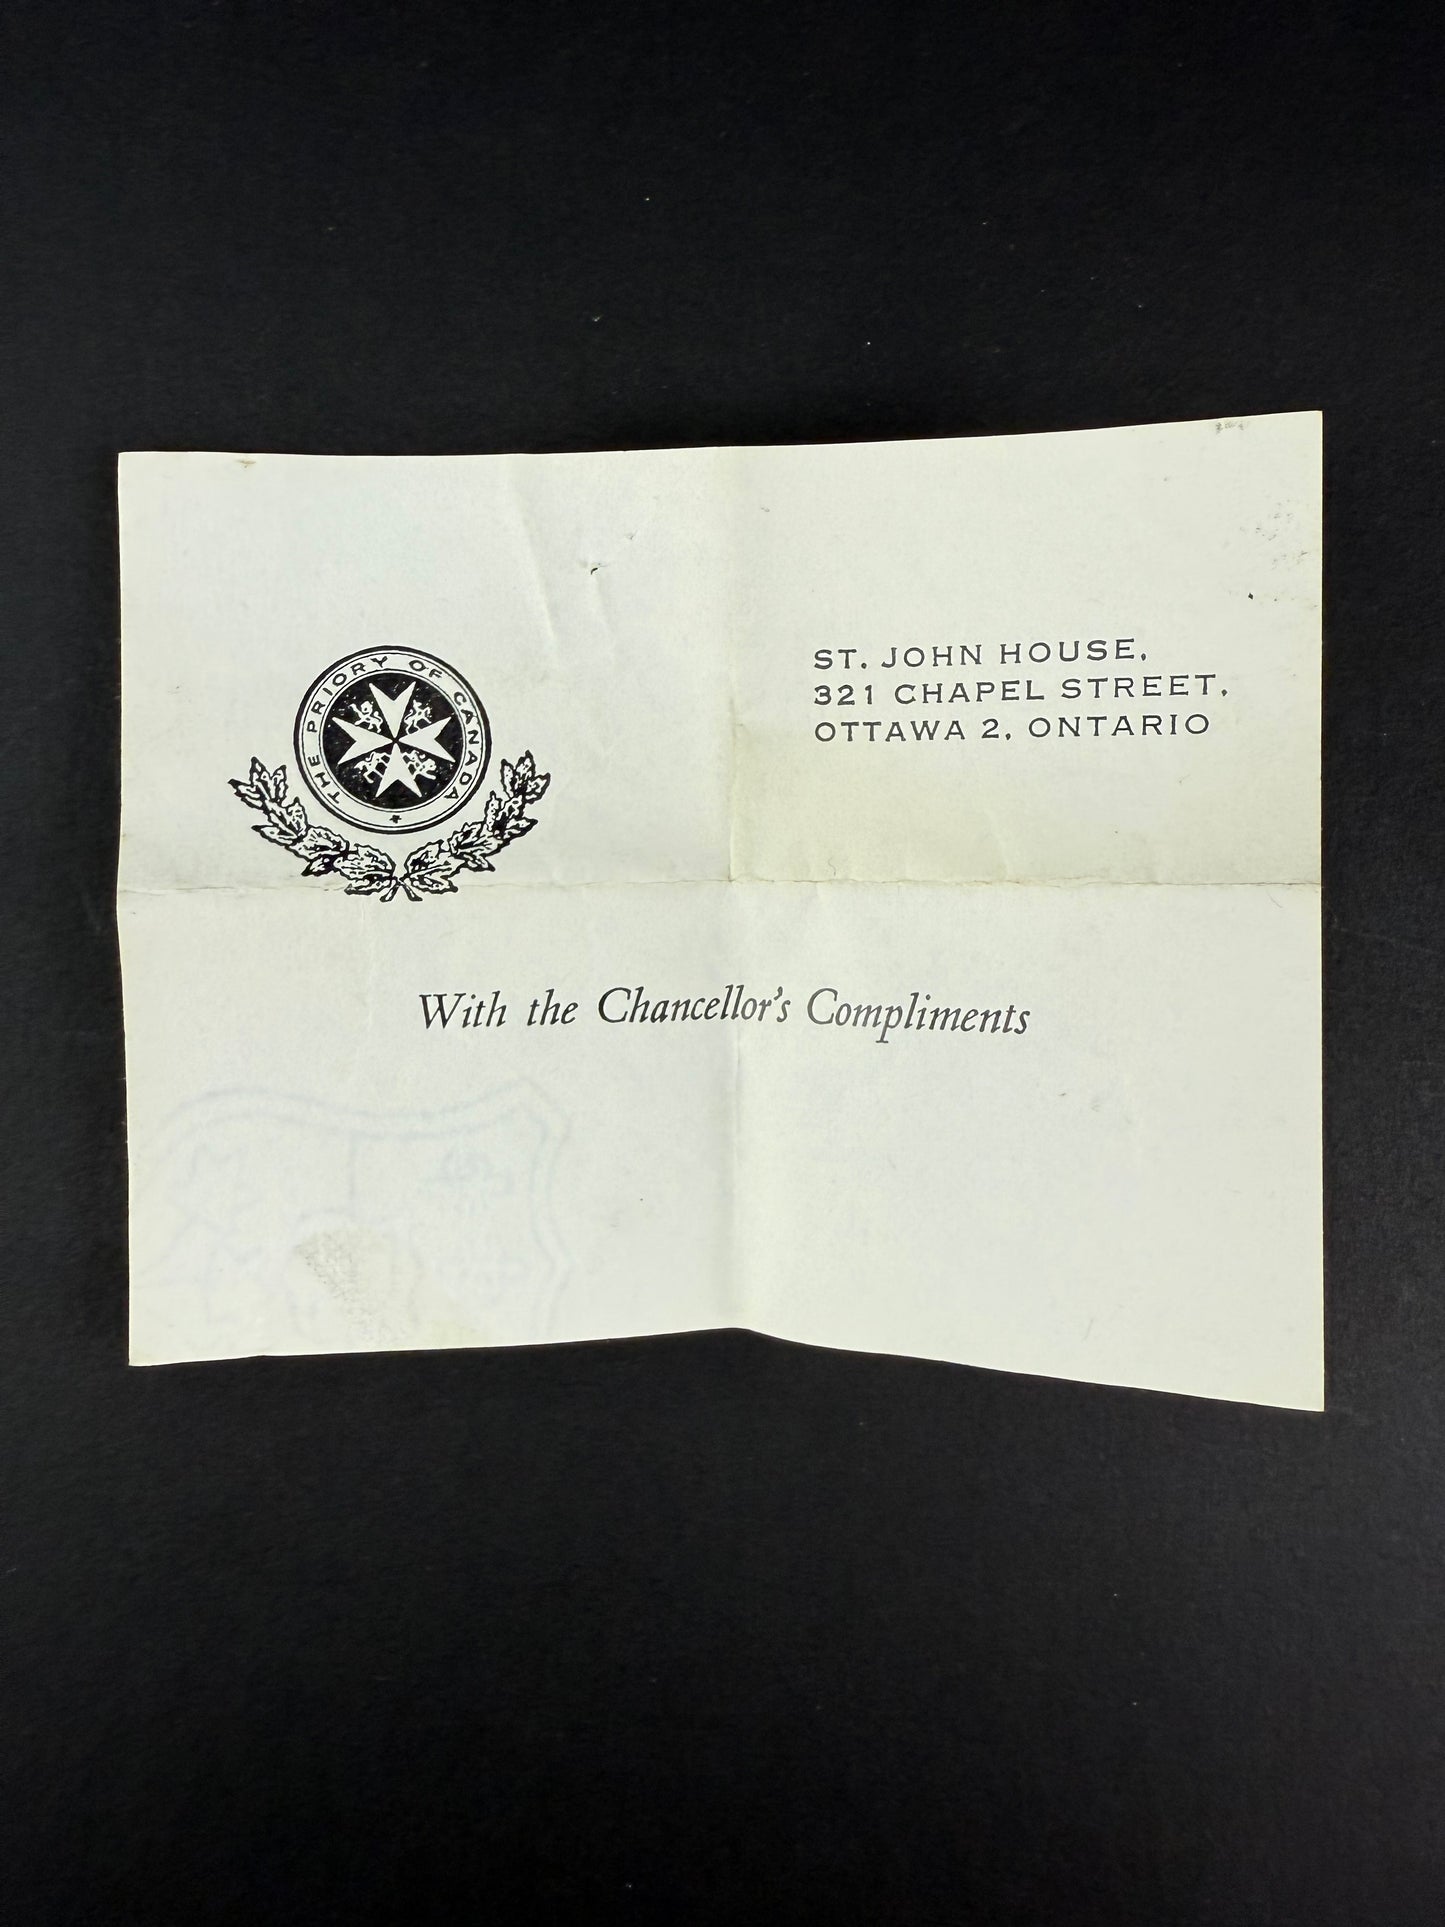 THE PRIORY OF CANADA
ST. JOHN HOUSE,
321 CHAPEL STREET,
OTTAWA 2, ONTARIO
With the Chancellor's Compliments